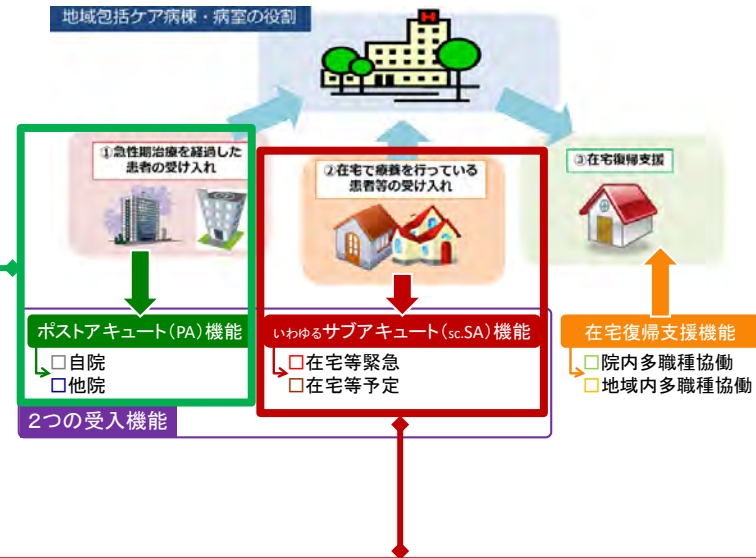 地域包括ケア病棟・病室の役割
H
①急性期治療を経過した
患者の受け入れ
②在宅で療養を行っている
患者等の受け入れ
③在宅復帰支援
ポストアキュート(PA)機能
□自院
□他院
いわゆるサブアキュート(sc.SA)機能
□在宅等緊急
□在宅等予定
在宅復帰支援機能
□院内多職種協働
□地域内多職種協働
2つの受入機能